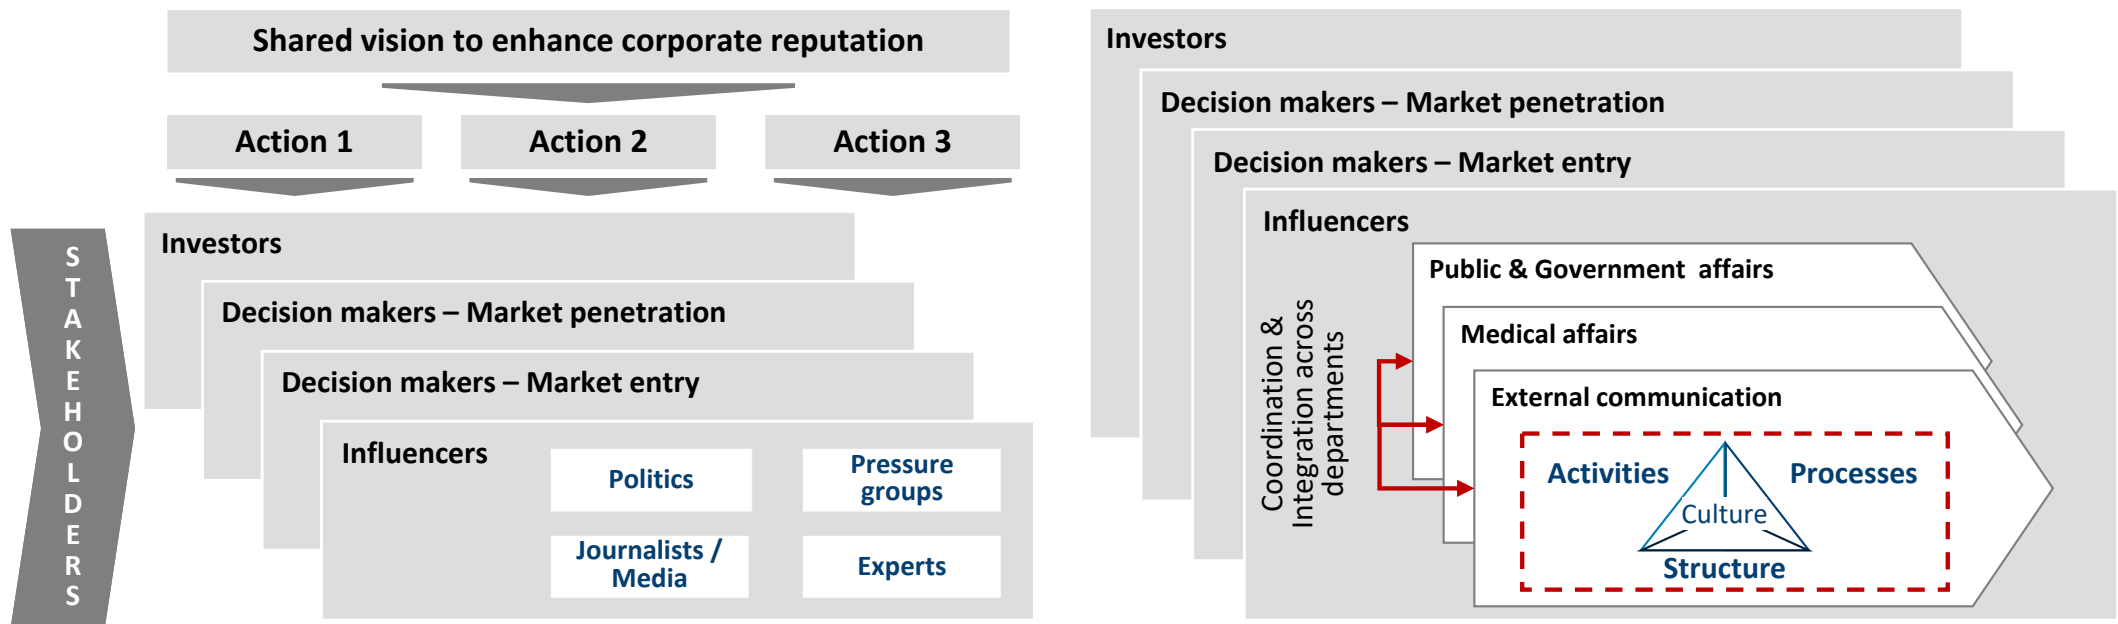 Shared vision to enhance corporate reputation
Action 1
Action 2
Action 3
STAKEHOLDERS
Investors
Decision makers – Market penetration
Decision makers – Market entry
Influencers
Politics
Pressure
groups
Journalists /
Media
Experts
Investors
Decision makers – Market penetration
Decision makers – Market entry
Influencers
Coordination &
Integration across
departments
Public & Government  affairs
Medical affairs
External communication
Activities
Processes
Culture
Structure